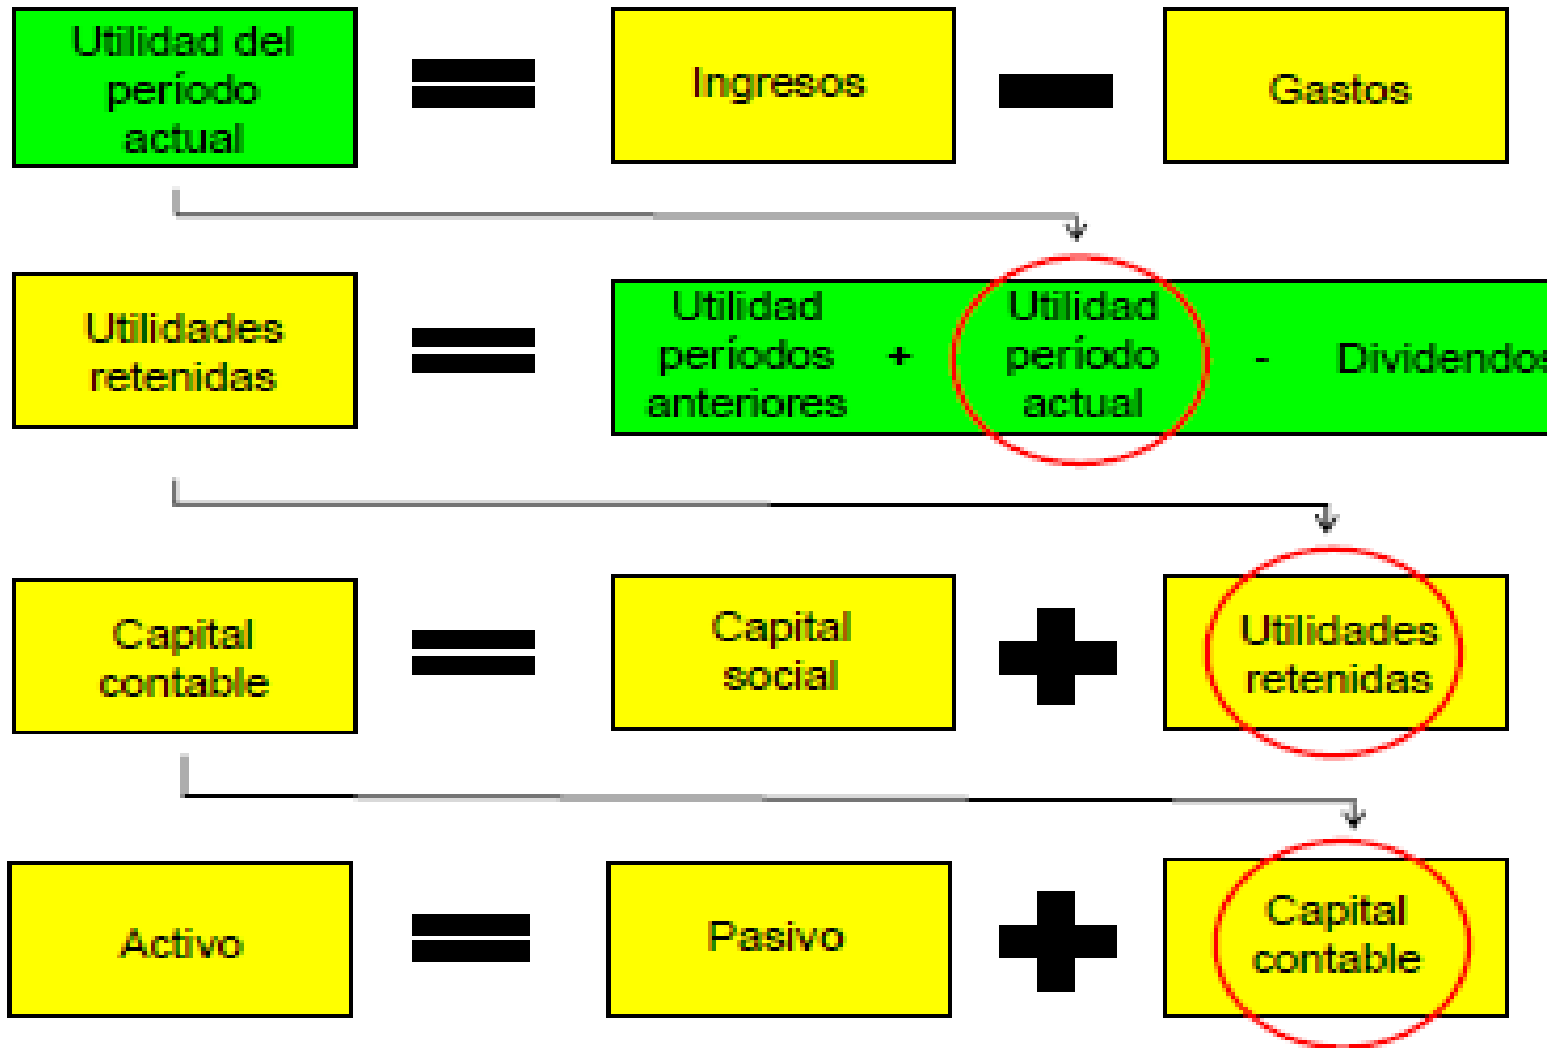 Utilidad del
período
actual
Ingresos
Gastos
Utilidades
retenidas
Utilidad
períodos
anteriores
+
Utilidad
período
actual
-
Dividendos
Capital
contable
Capital
social
Utilidades
retenidas
Activo
Pasivo
Capital
contable